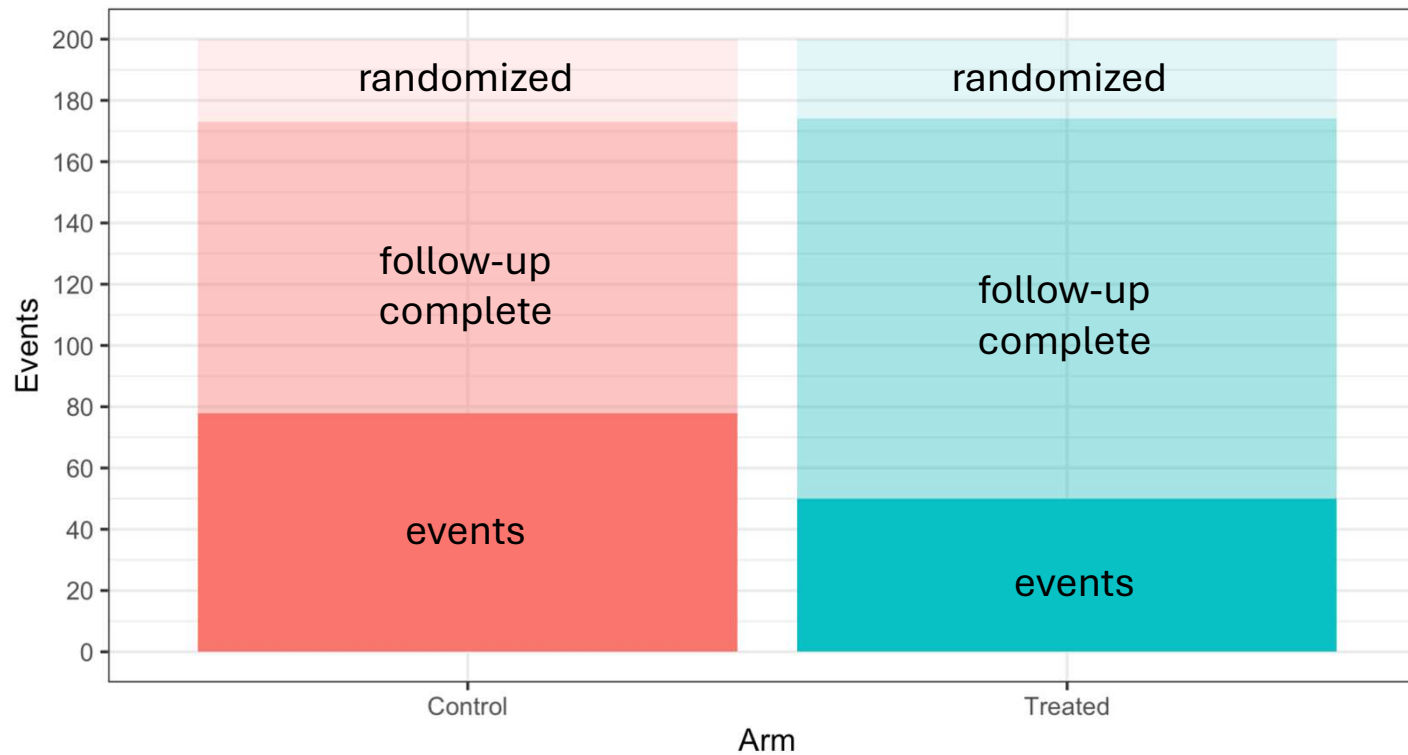 200
180
160
140
120
100
80
60
40
20
0
Events
randomized
follow-up
complete
events
randomized
follow-up
complete
events
Control
Treated
Arm